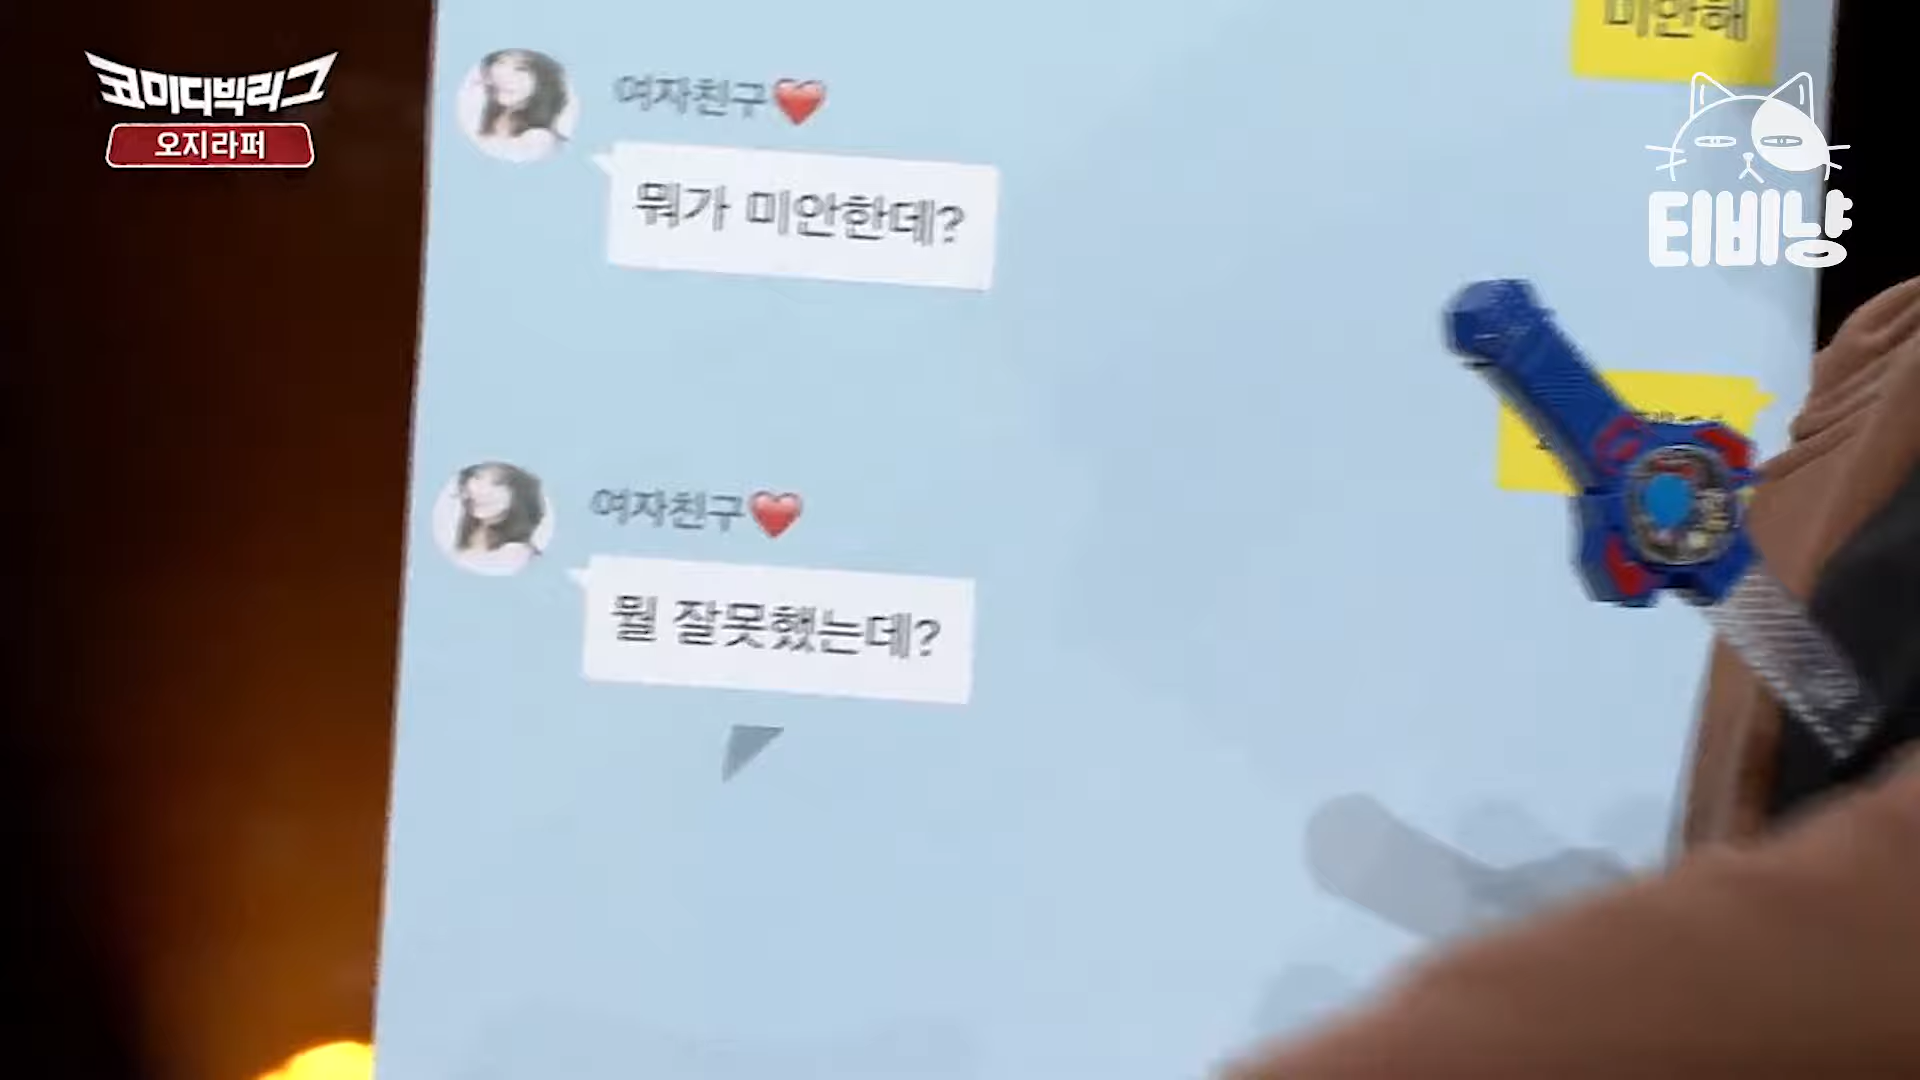 코미디빅리그
오지라퍼
미안해
티비냥
여자친구❤️
뭐가 미안한데?
여자친구❤️
뭘 잘못했는데?